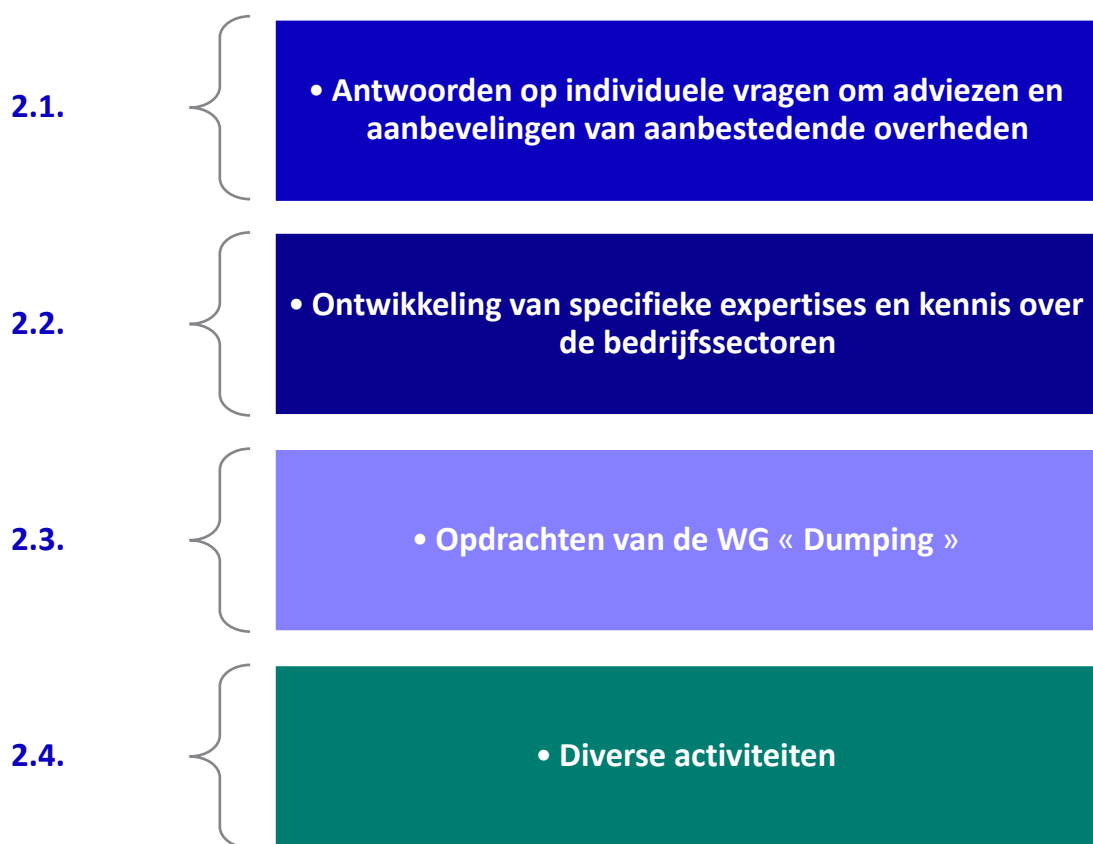 2.1.
• Antwoorden op individuele vragen om adviezen en
aanbevelingen van aanbestedende overheden
2.2.
• Ontwikkeling van specifieke expertises en kennis over
de bedrijfssectoren
2.3.
• Opdrachten van de WG « Dumping »
2.4.
• Diverse activiteiten